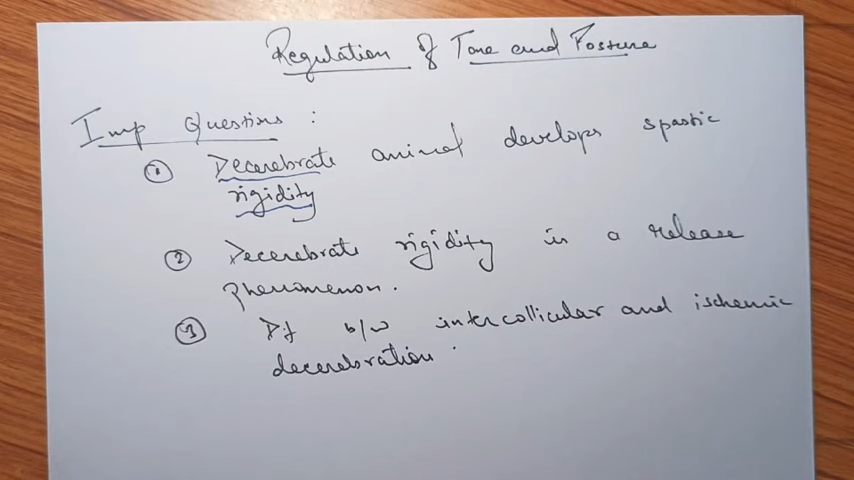 Regulation of Tone and Posture
Imp Questions :
① Decerebrate animal develops spastic
rigidity
② Decerebrate rigidity is a release
phenomenon.
③ Df b/w intercollicular and ischemic
decerebration.